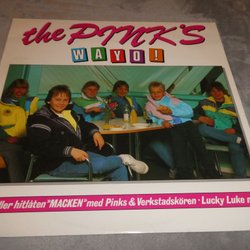 the PINK'S
WAYO!
ller hitlåten "MACKEN" med Pinks & Verkstadskören · Lucky Luke m